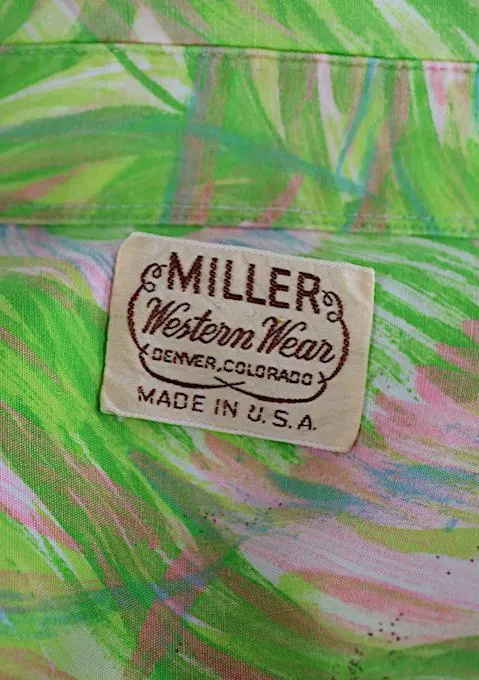 MILLER
Western Wear
DENVER, COLORADO
MADE IN U.S.A.